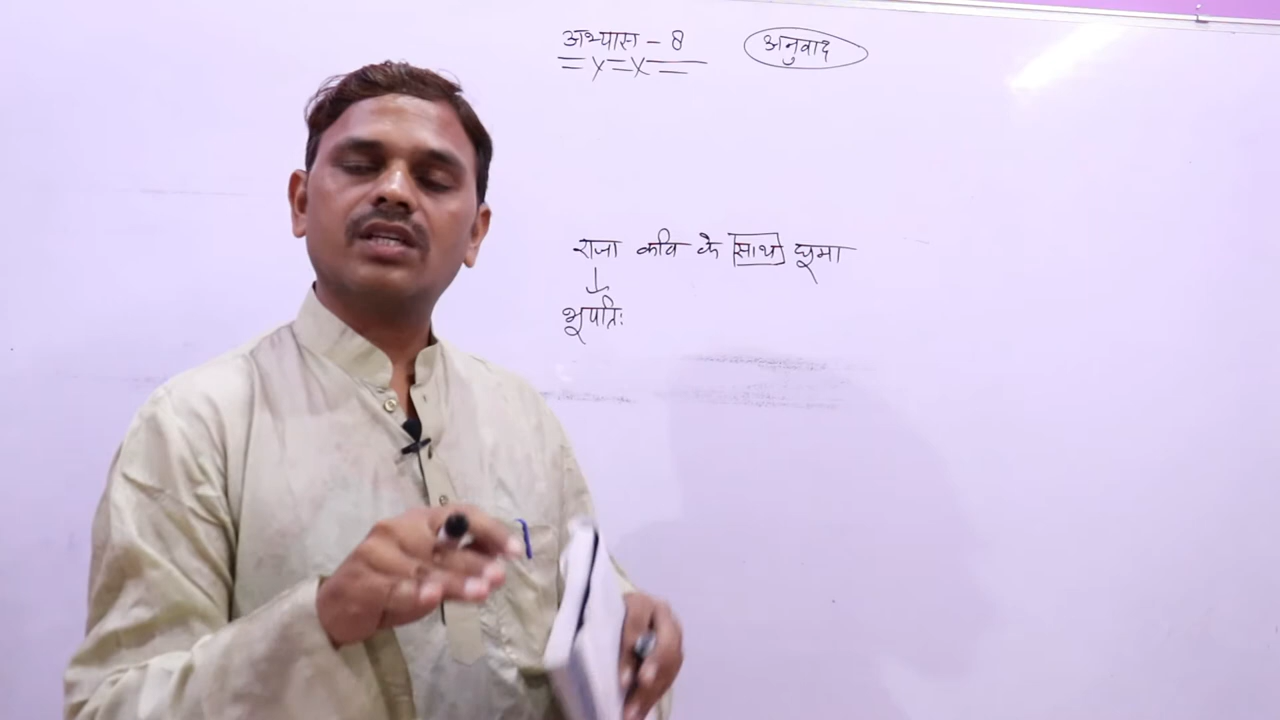 अभ्यास - 8 अनुवाद
राजा कवि के साथ घूमा
भूपतिः